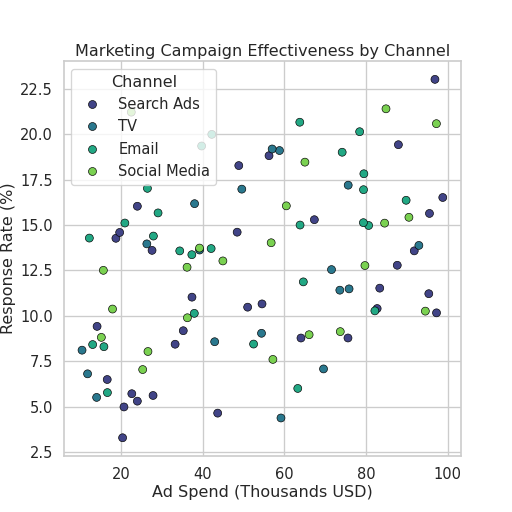 Marketing Campaign Effectiveness by Channel
Channel
Search Ads
TV
Email
Social Media
Response Rate (%)
22.5
20.0
17.5
15.0
12.5
10.0
7.5
5.0
2.5
20 40 60 80 100
Ad Spend (Thousands USD)